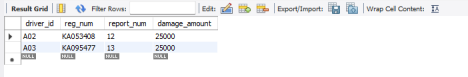 Result Grid Filter Rows: Edit: Export/Import: Wrap Cell Content:
driver_id reg_num report_num damage_amount
A02 KA053408 12 25000
A03 KA095477 13 25000
NULL NULL NULL NULL